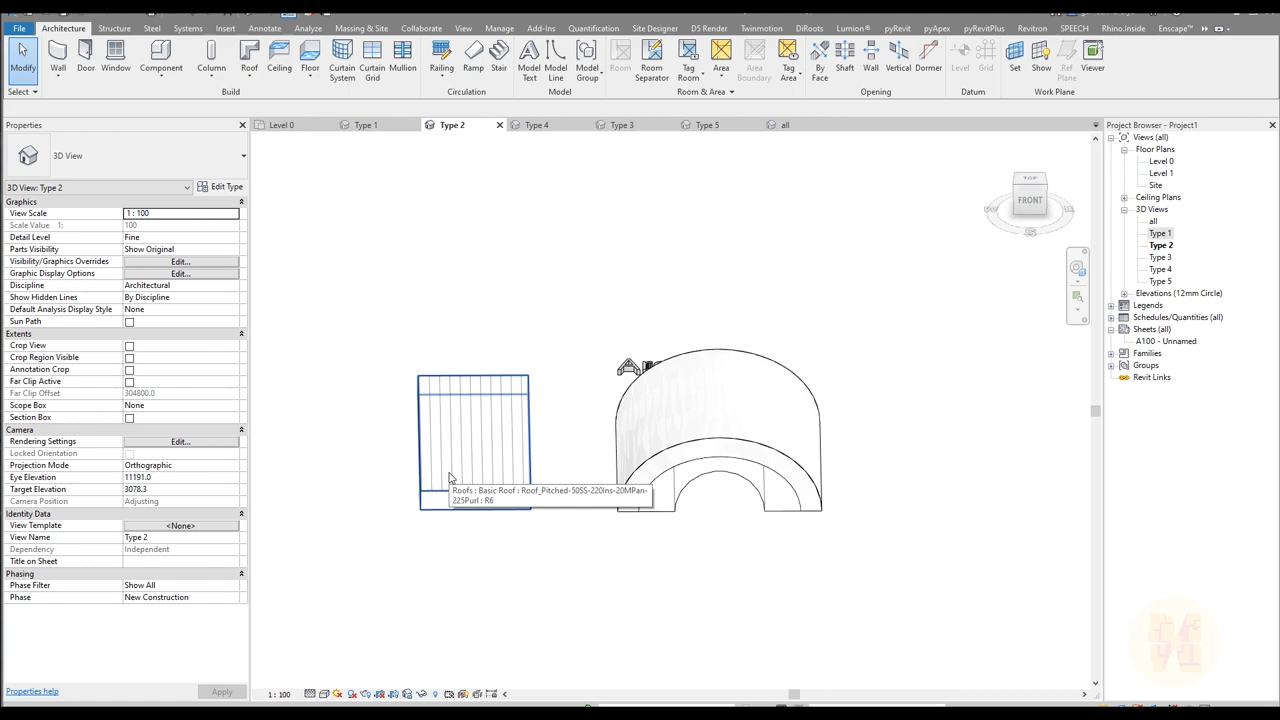 File Architecture Structure Steel Systems Insert Annotate Analyze Massing & Site Collaborate View Manage Add-Ins Quantification Site Designer D5 Render Twinmotion DiRoots Lumion® pyRevit pyApex pyRevitPlus Revitron SPEECH Rhino.Inside Enscape™
Modify Wall Door Window Component Column Roof Ceiling Floor Curtain System Curtain Grid Mullion Railing Ramp Stair Model Text Model Line Model Group Room Room Separator Tag Room Area Area Boundary Tag Area By Face Shaft Wall Vertical Dormer Level Grid Set Show Ref Plane Viewer
Select Build Circulation Model Room & Area Opening Datum Work Plane
Properties
Level 0 Type 1 Type 2 Type 4 Type 3 Type 5 all
Project Browser - Project1
3D View
3D View: Type 2 Edit Type
Graphics
View Scale 1 : 100
Scale Value 1: 100
Detail Level Fine
Parts Visibility Show Original
Visibility/Graphics Overrides Edit...
Graphic Display Options Edit...
Discipline Architectural
Show Hidden Lines By Discipline
Default Analysis Display Style None
Sun Path
Extents
Crop View
Crop Region Visible
Annotation Crop
Far Clip Active
Far Clip Offset 304800.0
Scope Box None
Section Box
Camera
Rendering Settings Edit...
Locked Orientation
Projection Mode Orthographic
Eye Elevation 11191.0
Target Elevation 3078.3
Camera Position Adjusting
Identity Data
View Template <None>
View Name Type 2
Dependency Independent
Title on Sheet
Phasing
Phase Filter Show All
Phase New Construction
Properties help Apply
TOP
FRONT
Roofs : Basic Roof : Roof_Pitched-50SS-220Ins-20MPan-
225Purl : R6
1 : 100
Views (all)
Floor Plans
Level 0
Level 1
Site
Ceiling Plans
3D Views
all
Type 1
Type 2
Type 3
Type 4
Type 5
Elevations (12mm Circle)
Legends
Schedules/Quantities (all)
Sheets (all)
A100 - Unnamed
Families
Groups
Revit Links